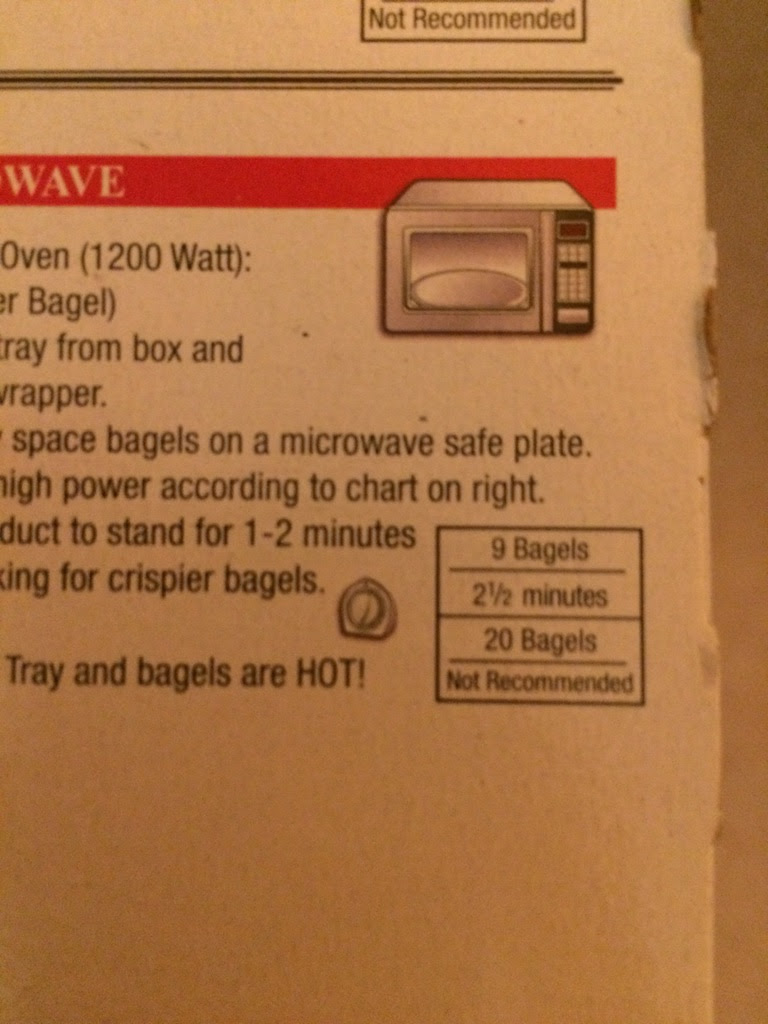 Not Recommended
WAVE
Oven (1200 Watt):
er Bagel)
tray from box and
wrapper.
space bagels on a microwave safe plate.
high power according to chart on right.
duct to stand for 1-2 minutes
king for crispier bagels.
Tray and bagels are HOT!
9 Bagels
2½ minutes
20 Bagels
Not Recommended